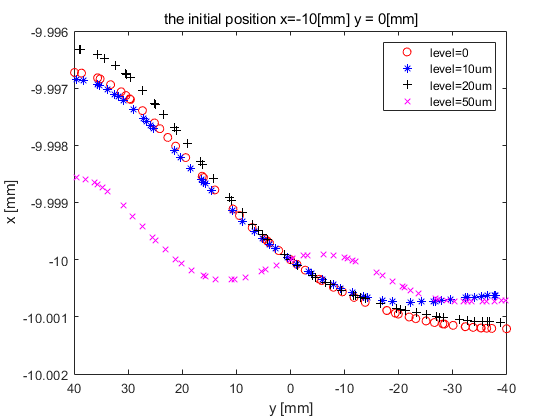 the initial position x=-10[mm] y = 0[mm]
-9.996
-9.997
-9.998
-9.999
-10
-10.001
-10.002
x [mm]
level=0
level=10um
level=20um
level=50um
40 30 20 10 0 -10 -20 -30 -40
y [mm]